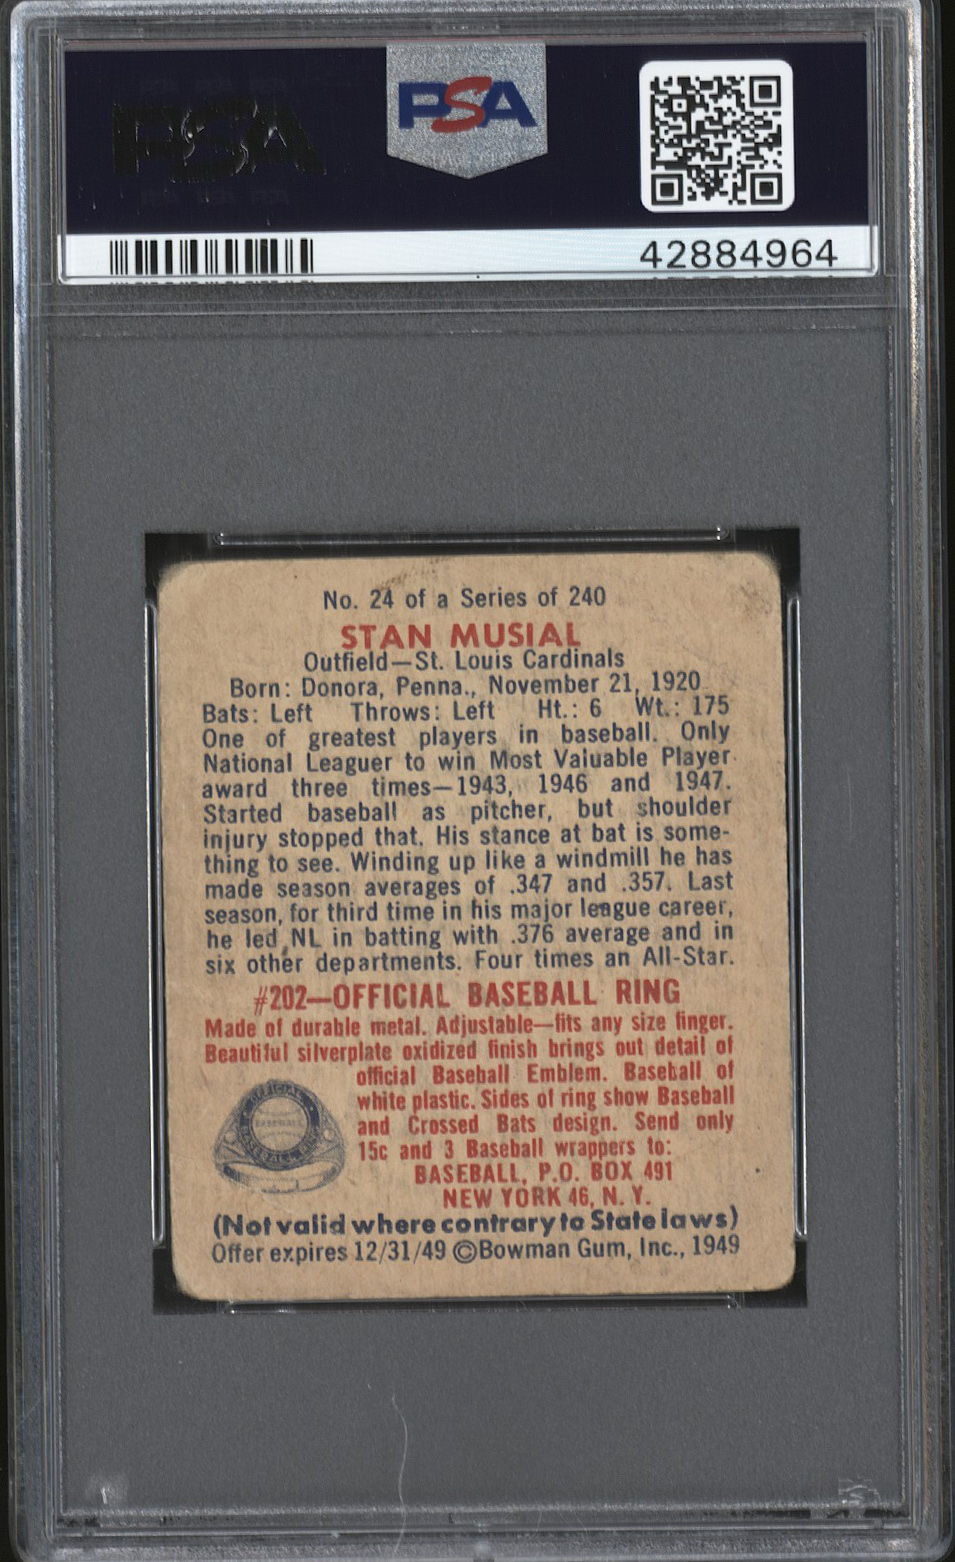 PSA
PSA
42884964
No. 24 of a Series of 240
STAN MUSIAL
Outfield—St. Louis Cardinals
Born: Donora, Penna., November 21, 1920
Bats: Left Throws: Left Ht.: 6 Wt.: 175
One of greatest players in baseball. Only
National Leaguer to win Most Valuable Player
award three times—1943, 1946 and 1947.
Started baseball as pitcher, but shoulder
injury stopped that. His stance at bat is some-
thing to see. Winding up like a windmill he has
made season averages of .347 and .357. Last
season, for third time in his major league career,
he led NL in batting with .376 average and in
six other departments. Four times an All-Star.
#202—OFFICIAL BASEBALL RING
Made of durable metal. Adjustable—fits any size finger.
Beautiful silverplate oxidized finish brings out detail of
official Baseball Emblem. Baseball of
white plastic. Sides of ring show Baseball
and Crossed Bats design. Send only
15c and 3 Baseball wrappers to:
BASEBALL, P.O. BOX 491
NEW YORK 46, N. Y.
OFFICIAL
BASEBALL
BASEBALL RING
(Not valid where contrary to State laws)
Offer expires 12/31/49 ©Bowman Gum, Inc., 1949